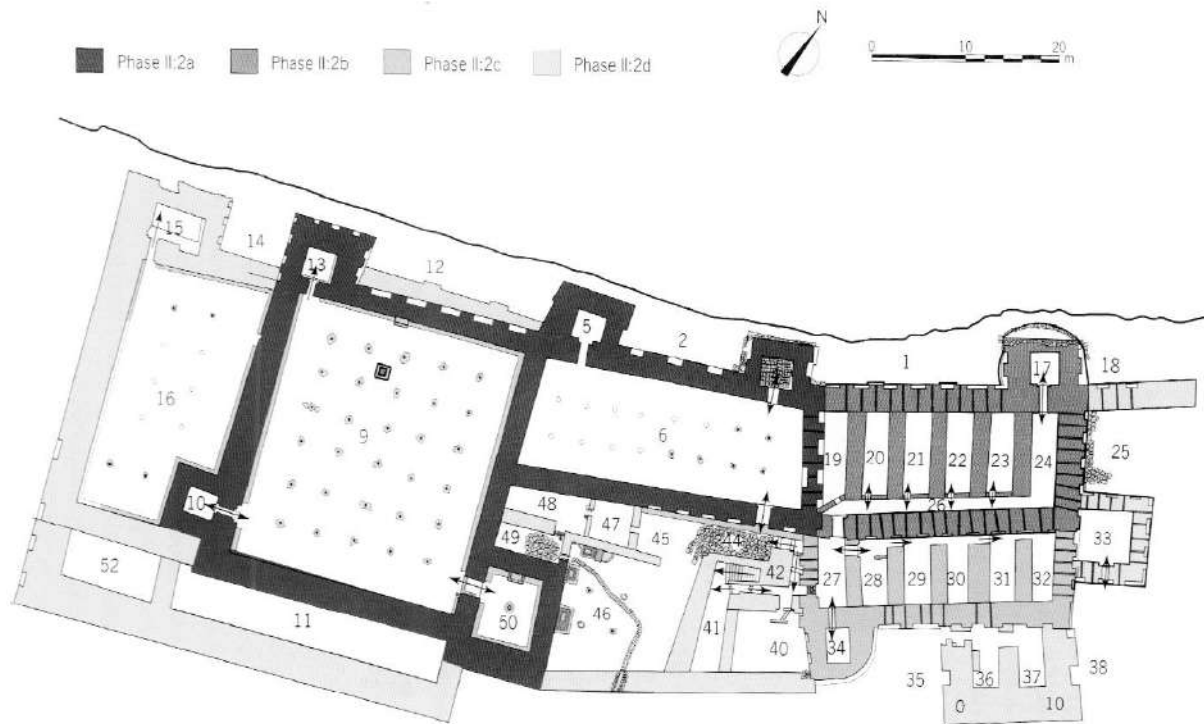 N
0 10 20
m
Phase II:2a Phase II:2b Phase II:2c Phase II:2d
15 14 13 12 5 2 1 17 18
16 9 6 19 20 21 22 23 24 25
10 48 47 45 44 26 33
49 42
52 27 28 29 30 31 32
11 50 46 41 40 34
35 36 37 38
0 10